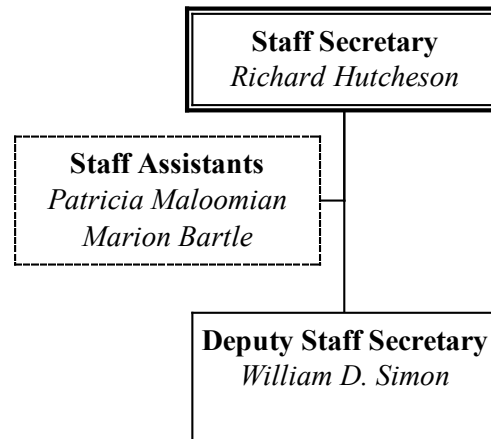 Staff Secretary
Richard Hutcheson
Staff Assistants
Patricia Maloomian
Marion Bartle
Deputy Staff Secretary
William D. Simon